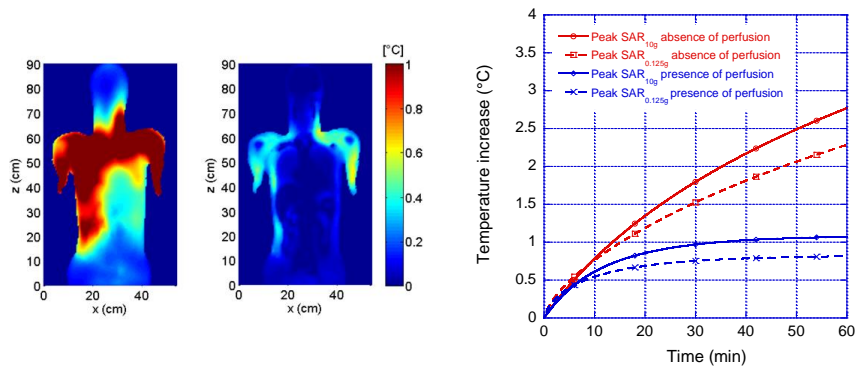 [°C]
90
80
70
60
50
40
30
20
10
0
z (cm)
0 20 40
x (cm)
90
80
70
60
50
40
30
20
10
0
z (cm)
0 20 40
x (cm)
1
0.8
0.6
0.4
0.2
0
4
3.5
3
2.5
2
1.5
1
0.5
0
Temperature increase (°C)
Peak SAR10g absence of perfusion
Peak SAR0.125g absence of perfusion
Peak SAR10g presence of perfusion
Peak SAR0.125g presence of perfusion
0 10 20 30 40 50 60
Time (min)